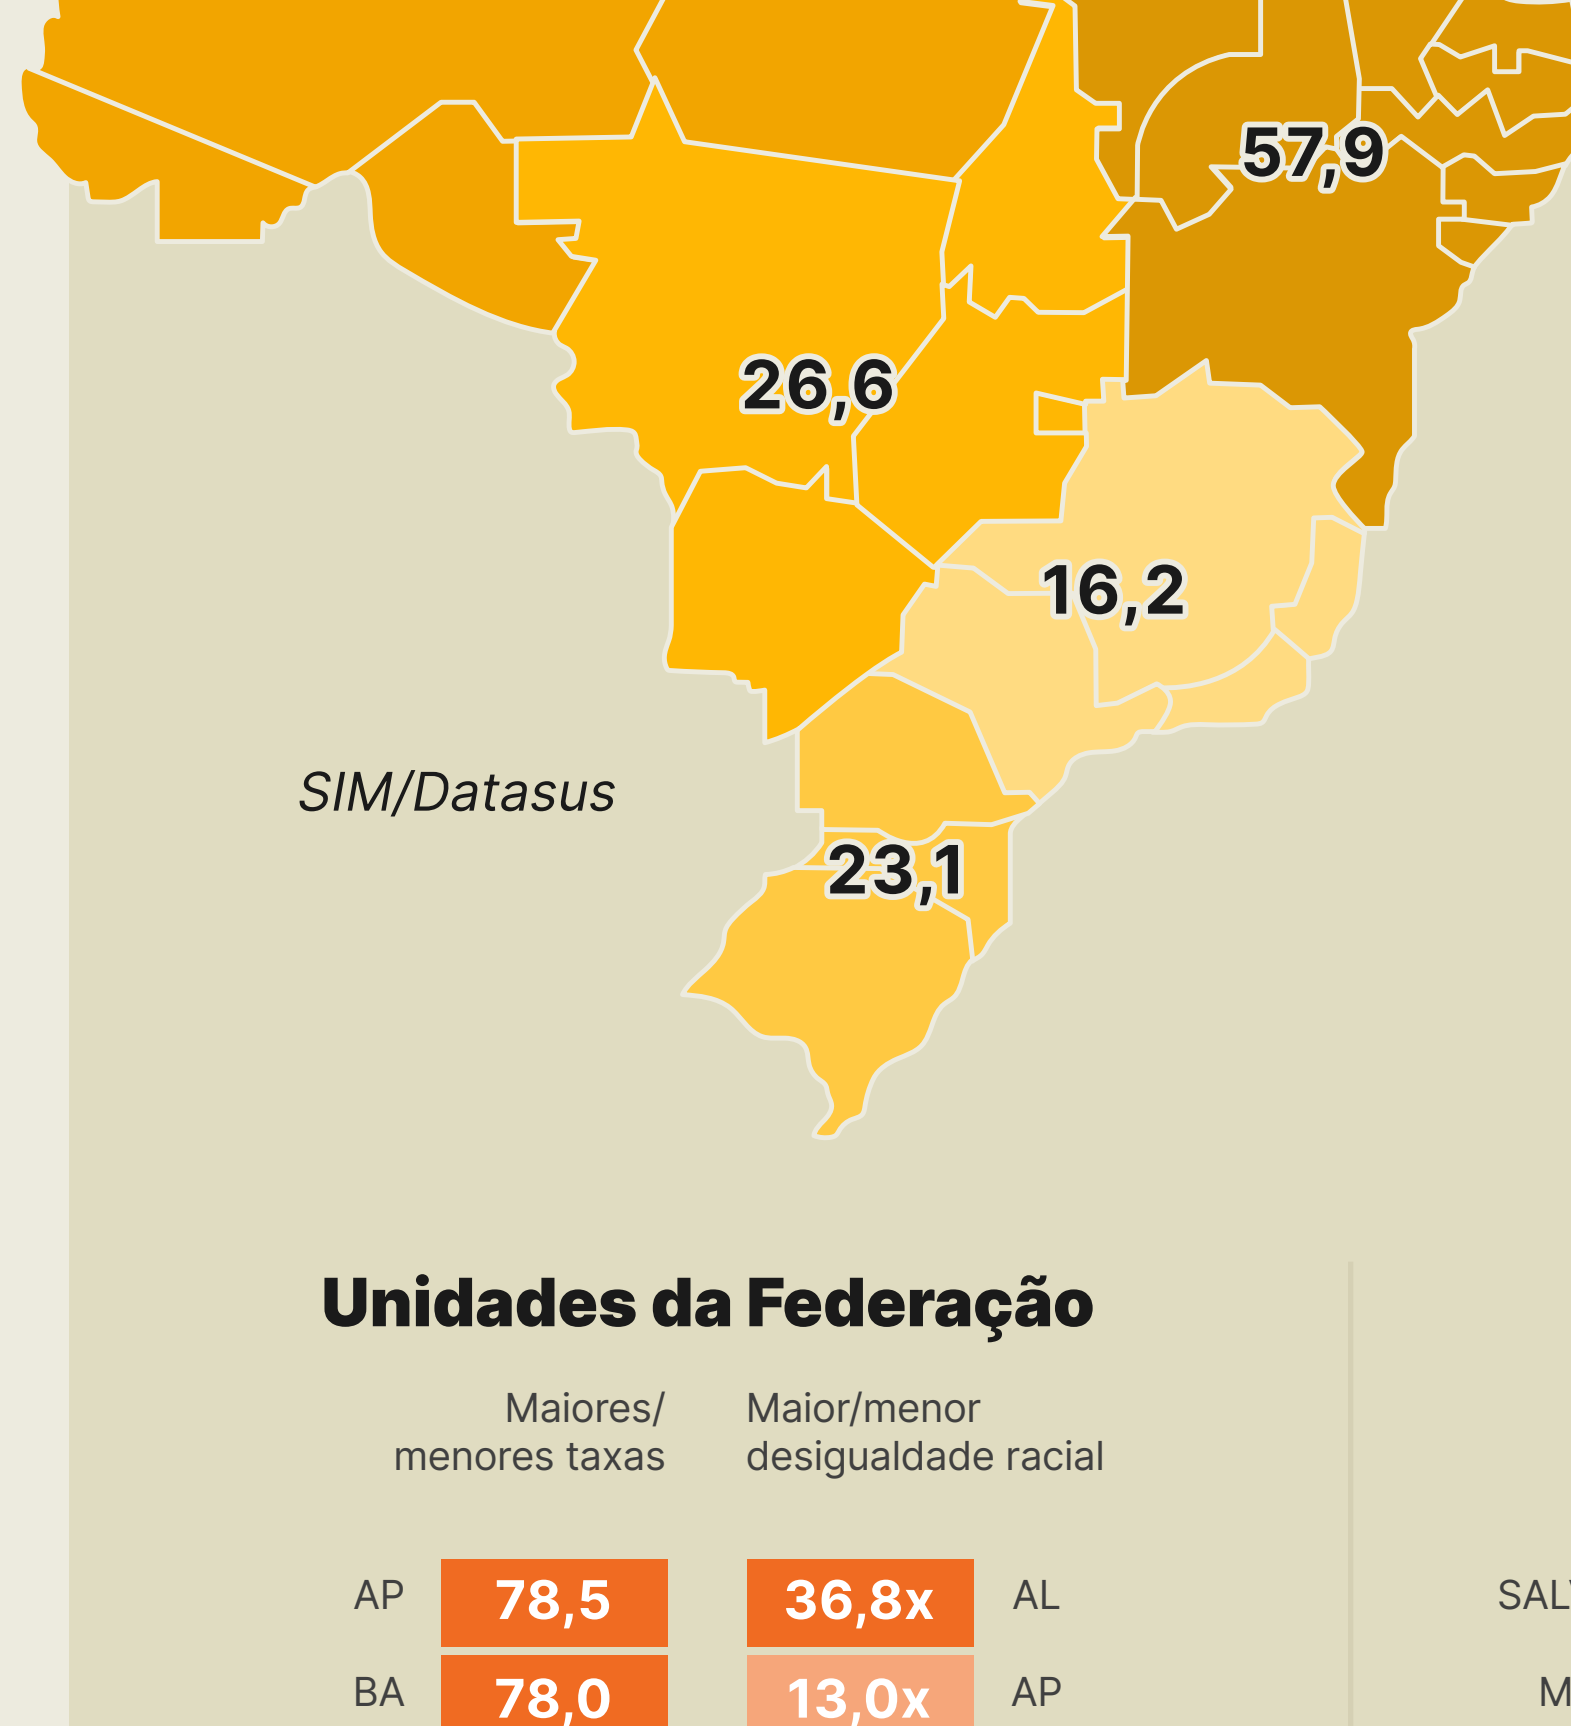 57,9
26,6
16,2
SIM/Datasus
23,1
Unidades da Federação
Maiores/
menores taxas
Maior/menor
desigualdade racial
AP 78,5 36,8x AL
BA 78,0 13,0x AP